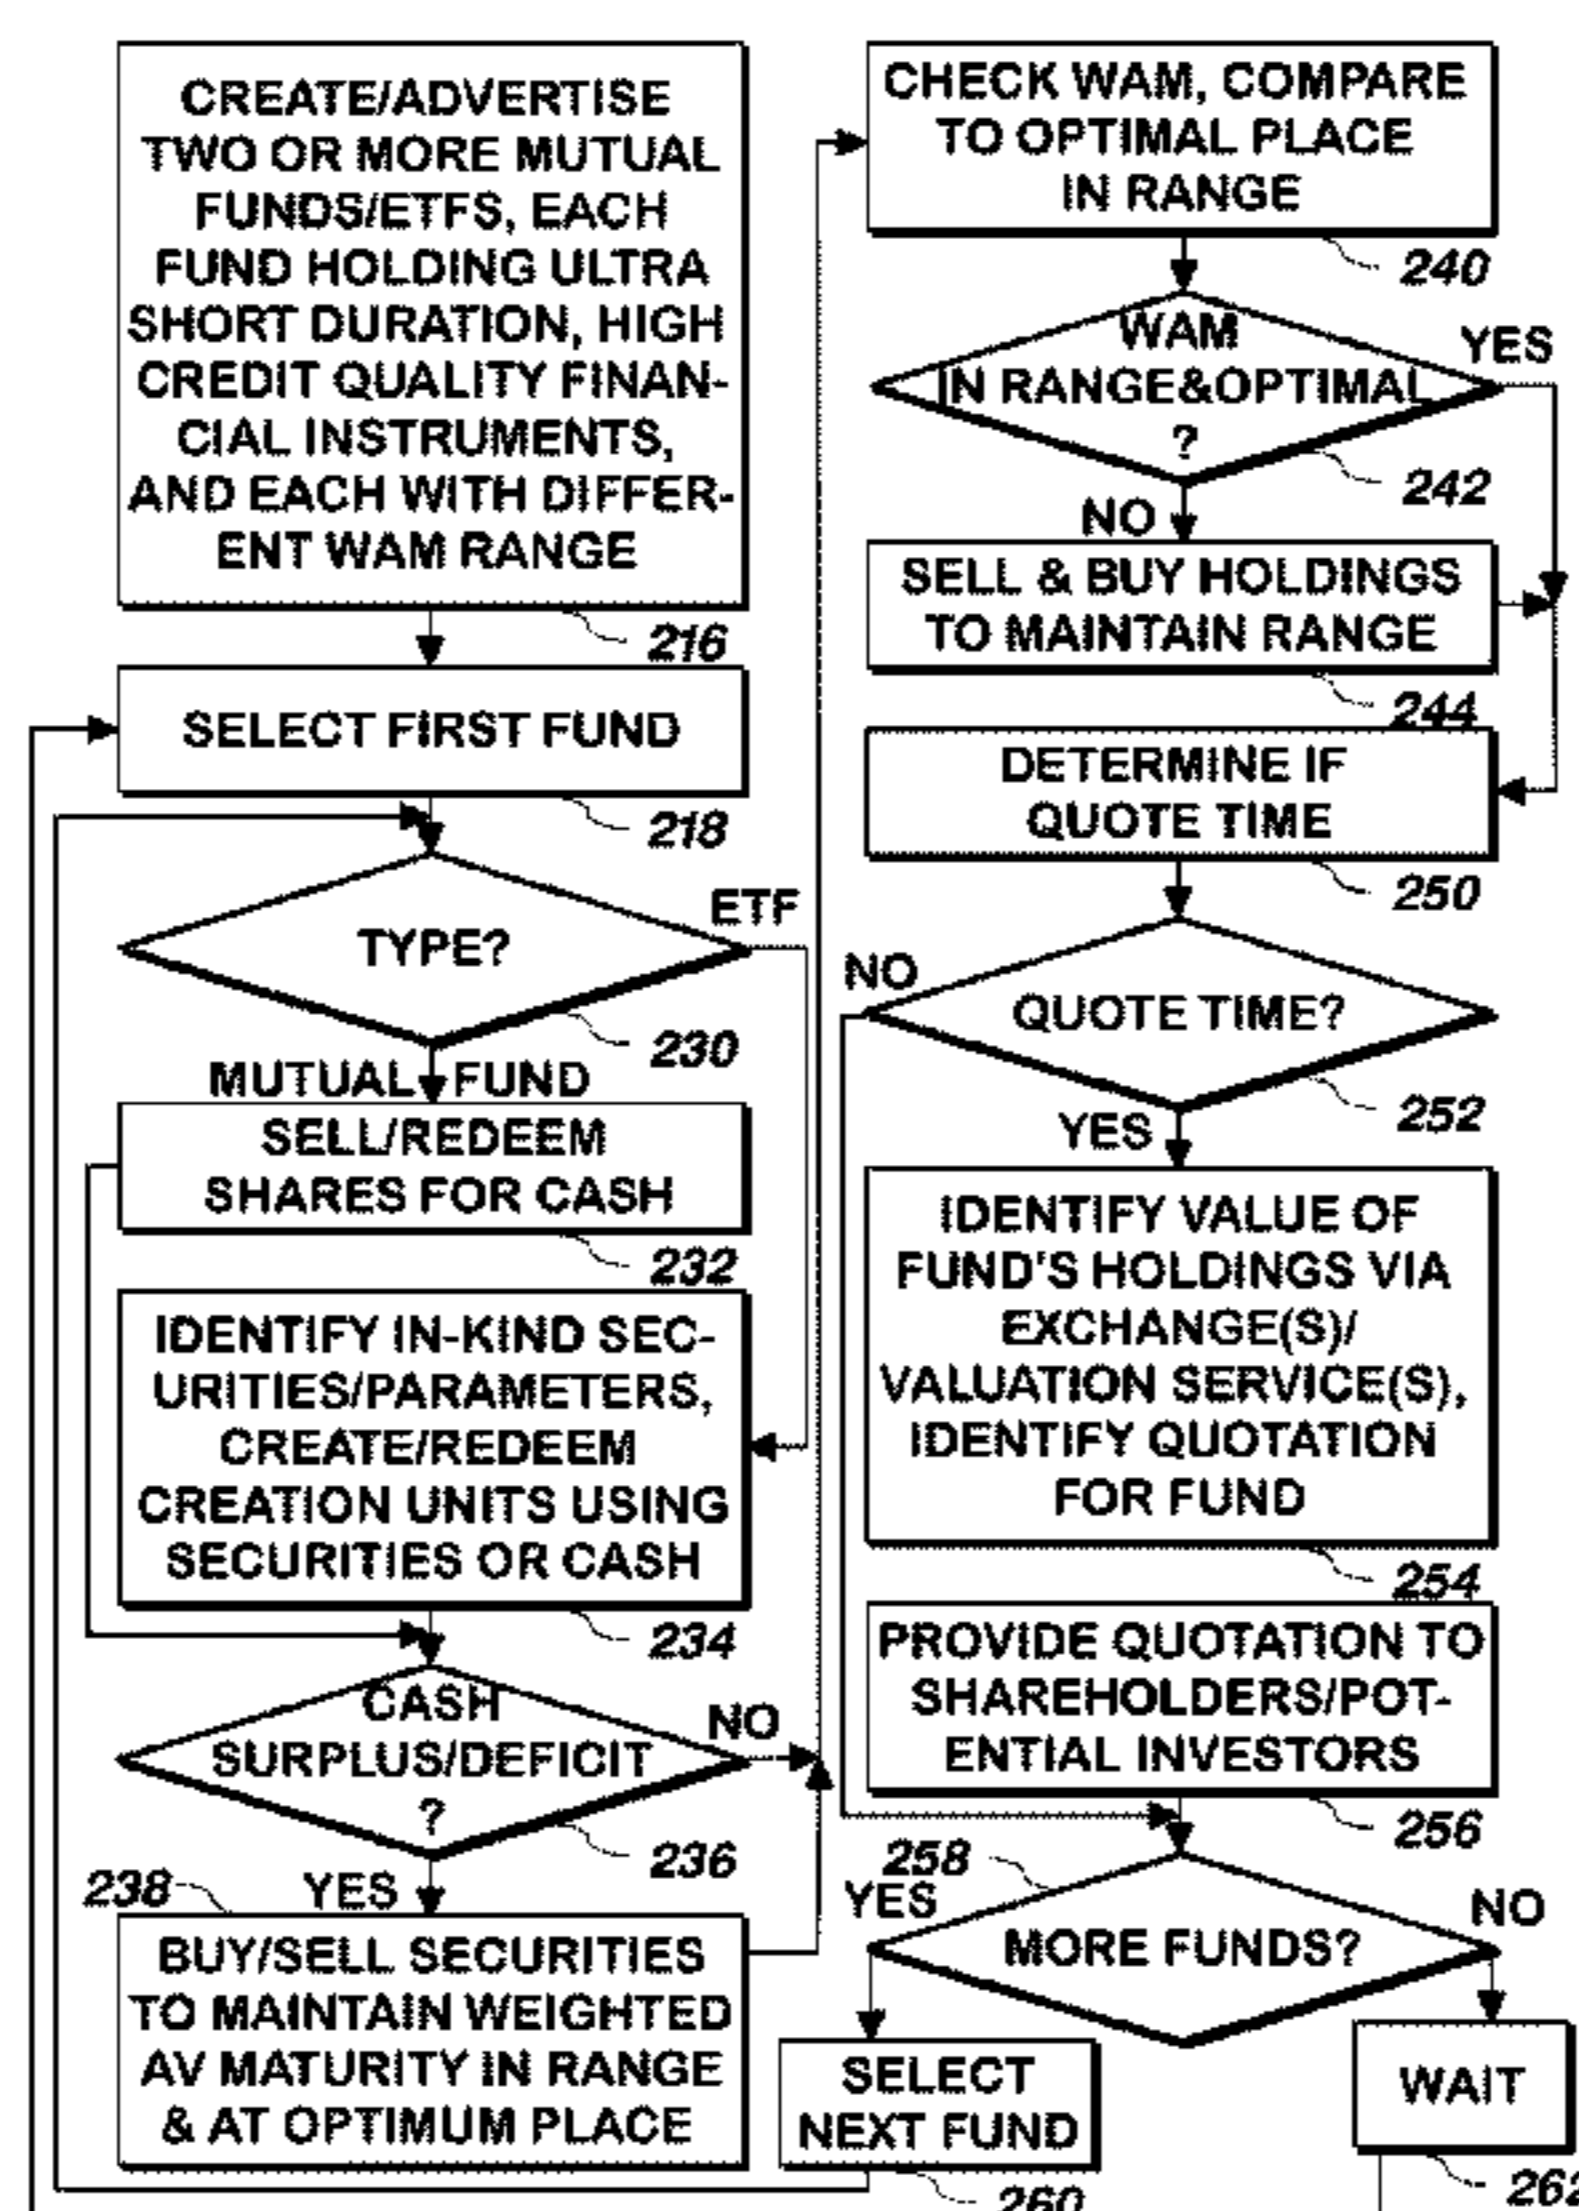 CREATE/ADVERTISE
TWO OR MORE MUTUAL
FUNDS/ETFS, EACH
FUND HOLDING ULTRA
SHORT DURATION, HIGH
CREDIT QUALITY FINAN-
CIAL INSTRUMENTS,
AND EACH WITH DIFFER-
ENT WAM RANGE
216
SELECT FIRST FUND
218
TYPE?
ETF
230
MUTUAL FUND
SELL/REDEEM
SHARES FOR CASH
232
IDENTIFY IN-KIND SEC-
URITIES/PARAMETERS,
CREATE/REDEEM
CREATION UNITS USING
SECURITIES OR CASH
234
CASH
SURPLUS/DEFICIT
?
NO
236
238
YES
BUY/SELL SECURITIES
TO MAINTAIN WEIGHTED
AV MATURITY IN RANGE
& AT OPTIMUM PLACE
CHECK WAM, COMPARE
TO OPTIMAL PLACE
IN RANGE
240
WAM
IN RANGE&OPTIMAL
?
YES
242
NO
SELL & BUY HOLDINGS
TO MAINTAIN RANGE
244
DETERMINE IF
QUOTE TIME
250
NO
QUOTE TIME?
252
YES
IDENTIFY VALUE OF
FUND'S HOLDINGS VIA
EXCHANGE(S)/
VALUATION SERVICE(S),
IDENTIFY QUOTATION
FOR FUND
254
PROVIDE QUOTATION TO
SHAREHOLDERS/POT-
ENTIAL INVESTORS
256
258
YES
MORE FUNDS?
NO
SELECT
NEXT FUND
260
WAIT
262